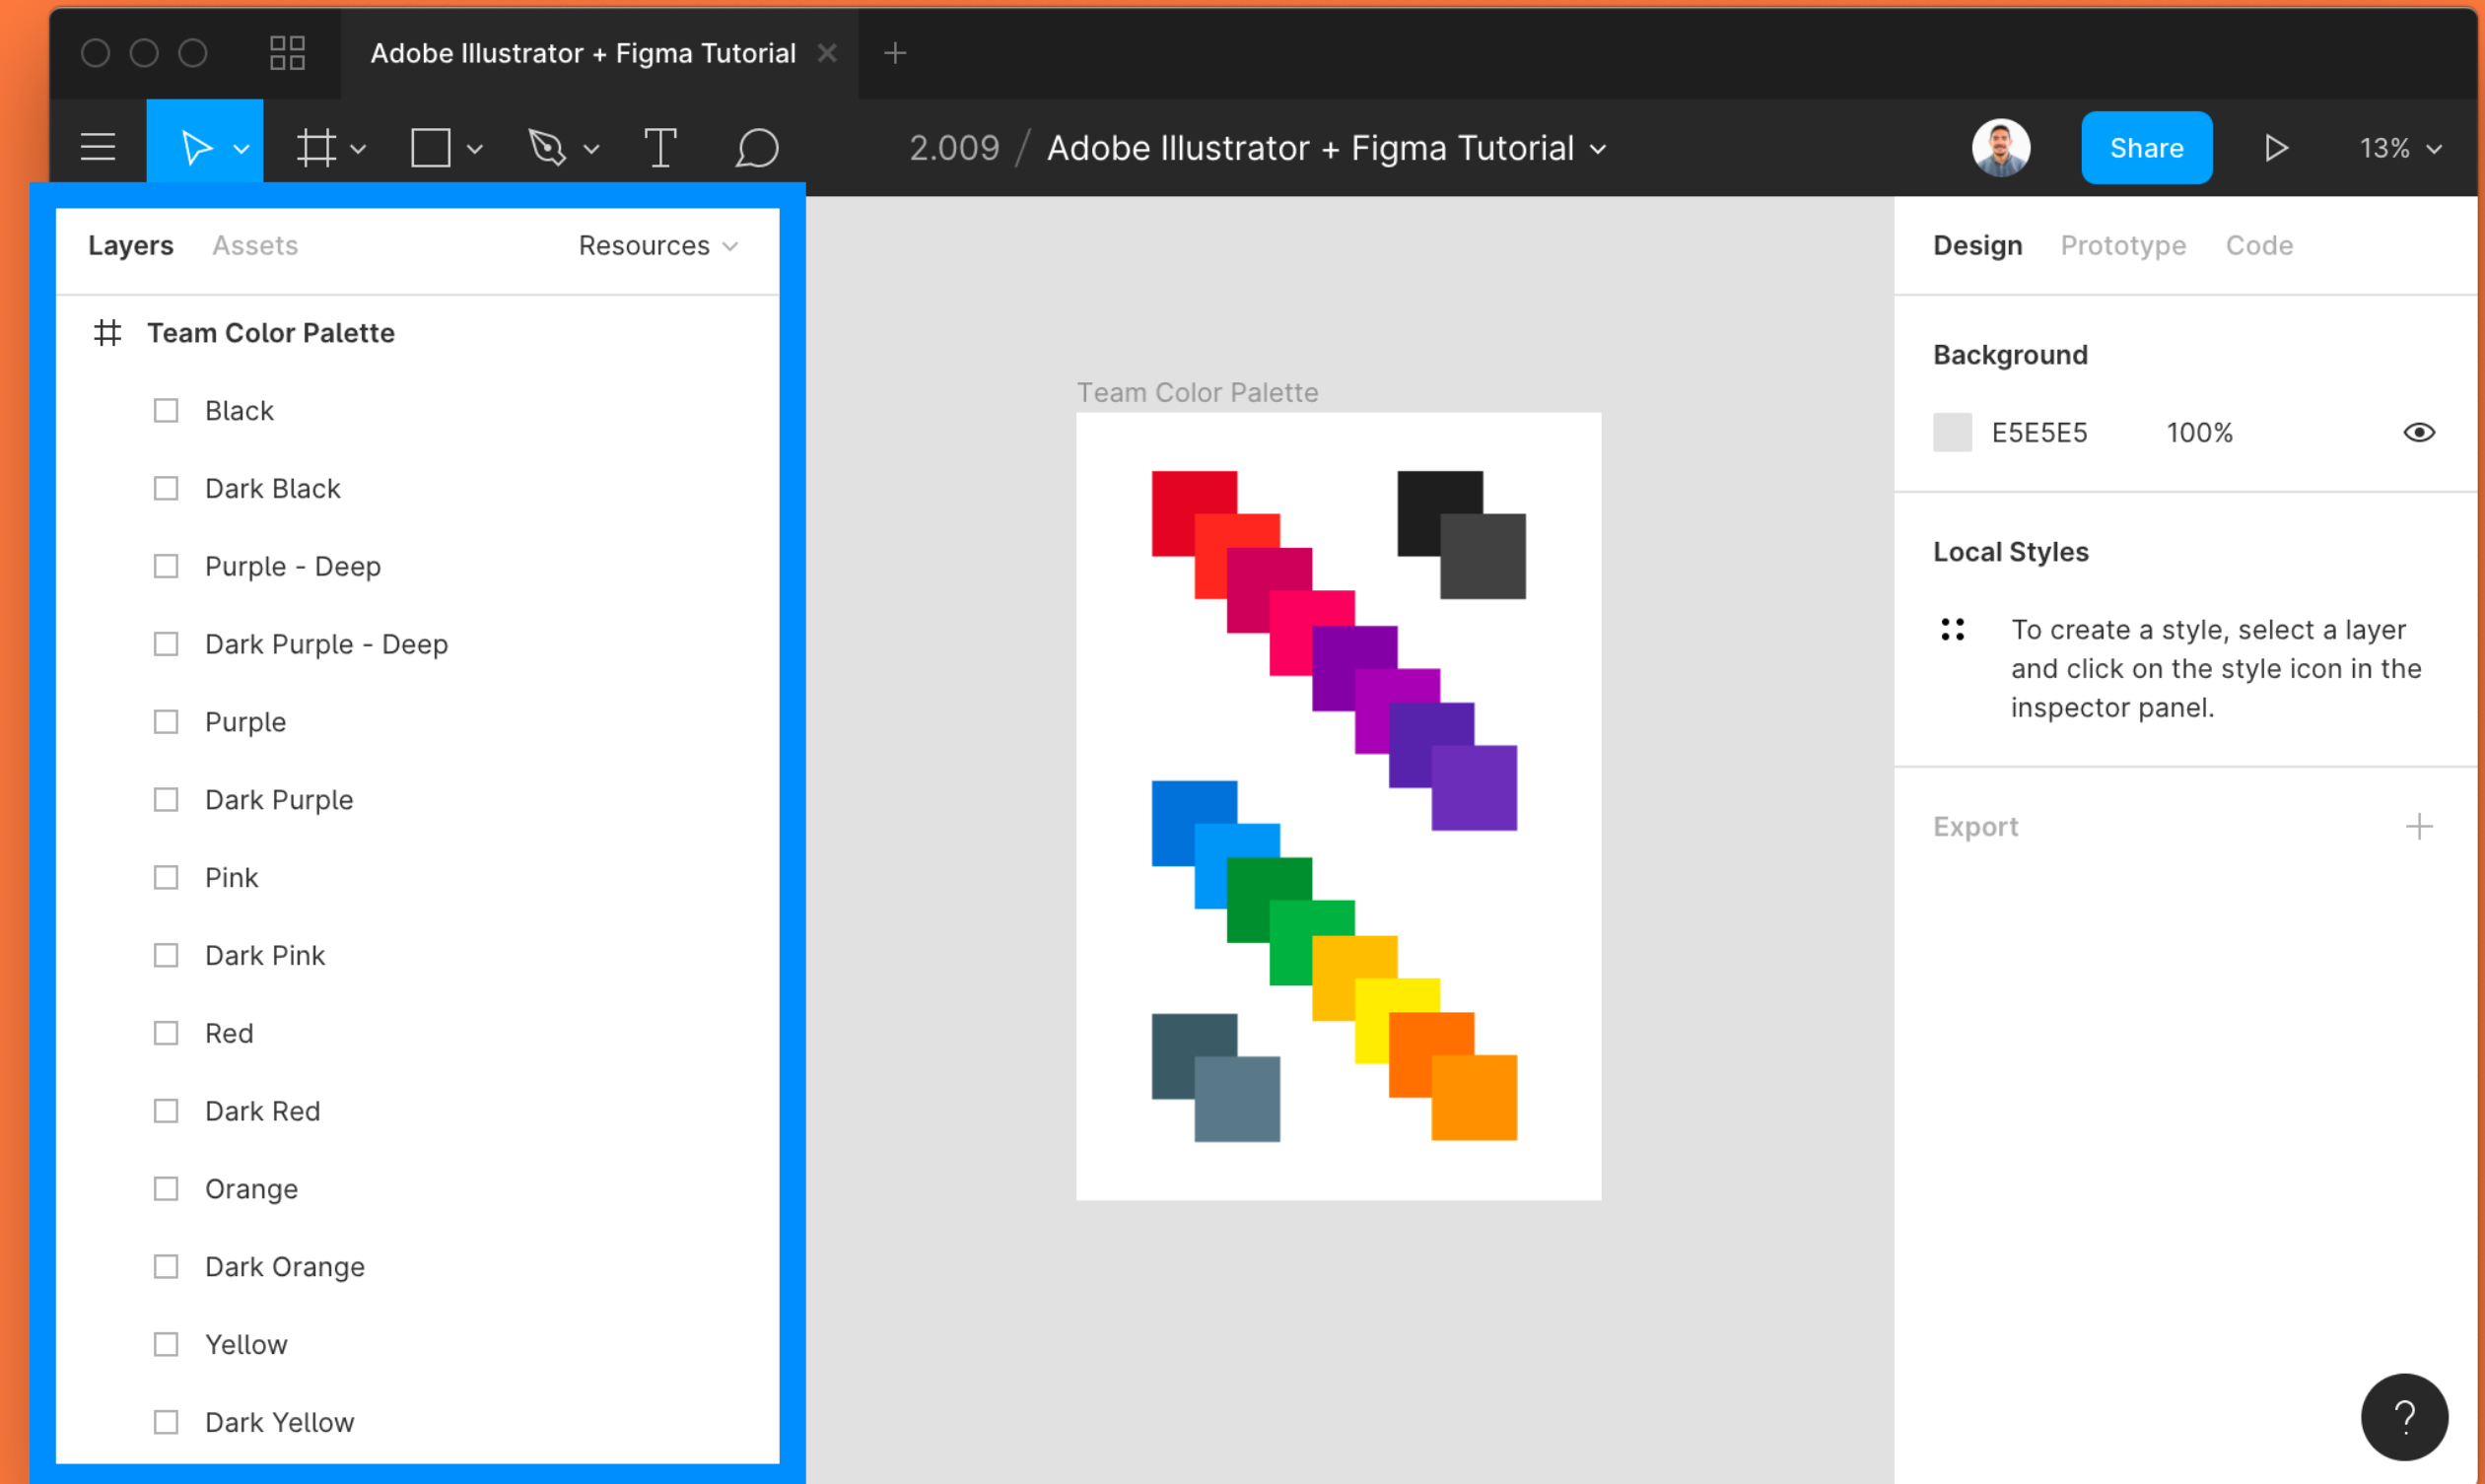 Adobe Illustrator + Figma Tutorial
2.009 / Adobe Illustrator + Figma Tutorial
Share
13%
Layers Assets Resources
Team Color Palette
Black
Dark Black
Purple - Deep
Dark Purple - Deep
Purple
Dark Purple
Pink
Dark Pink
Red
Dark Red
Orange
Dark Orange
Yellow
Dark Yellow
Team Color Palette
Design Prototype Code
Background
E5E5E5 100%
Local Styles
To create a style, select a layer
and click on the style icon in the
inspector panel.
Export
?